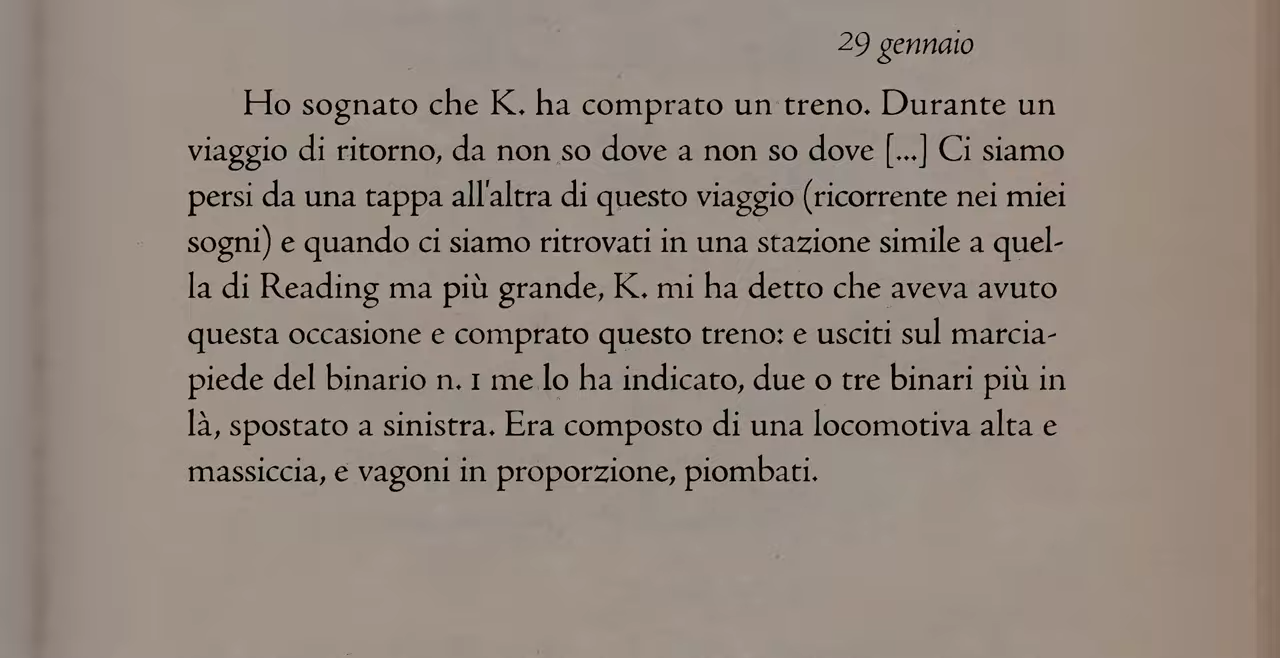 29 gennaio
Ho sognato che K. ha comprato un treno. Durante un
viaggio di ritorno, da non so dove a non so dove [...] Ci siamo
persi da una tappa all'altra di questo viaggio (ricorrente nei miei
sogni) e quando ci siamo ritrovati in una stazione simile a quel-
la di Reading ma più grande, K. mi ha detto che aveva avuto
questa occasione e comprato questo treno: e usciti sul marcia-
piede del binario n. 1 me lo ha indicato, due o tre binari più in
là, spostato a sinistra. Era composto di una locomotiva alta e
massiccia, e vagoni in proporzione, piombati.